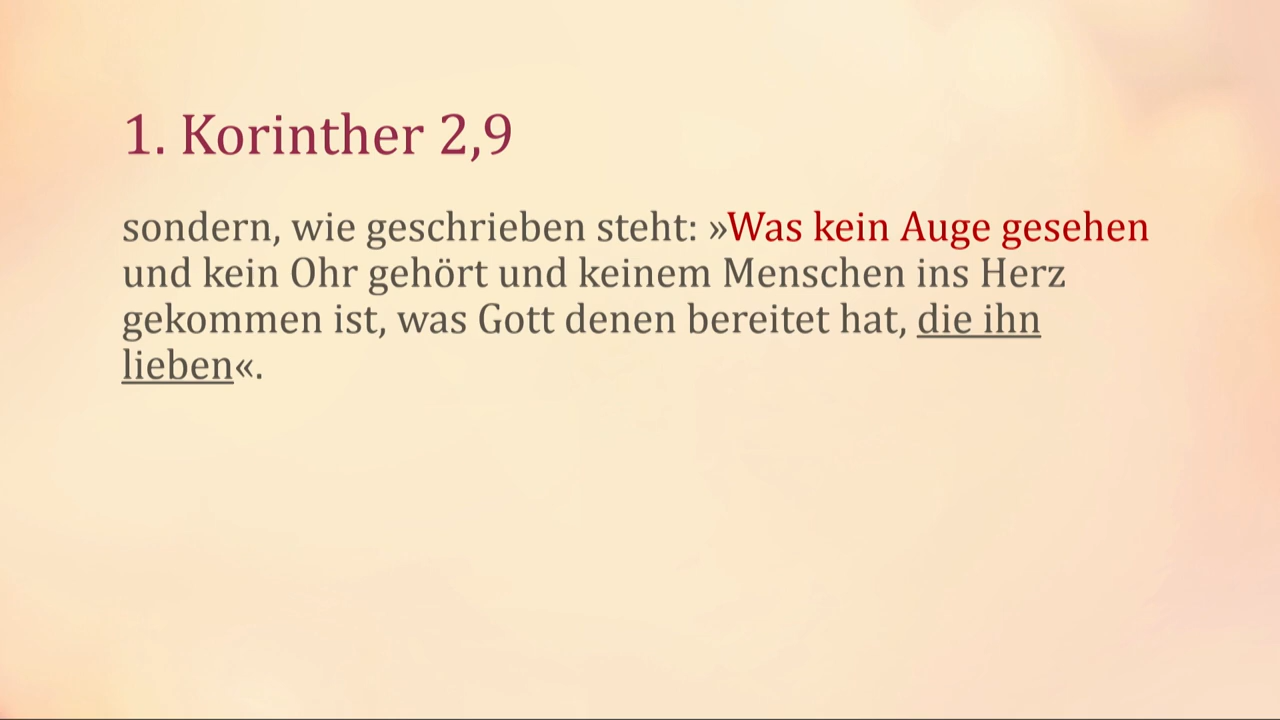 1. Korinther 2,9
sondern, wie geschrieben steht: »Was kein Auge gesehen
und kein Ohr gehört und keinem Menschen ins Herz
gekommen ist, was Gott denen bereitet hat, die ihn
lieben«.